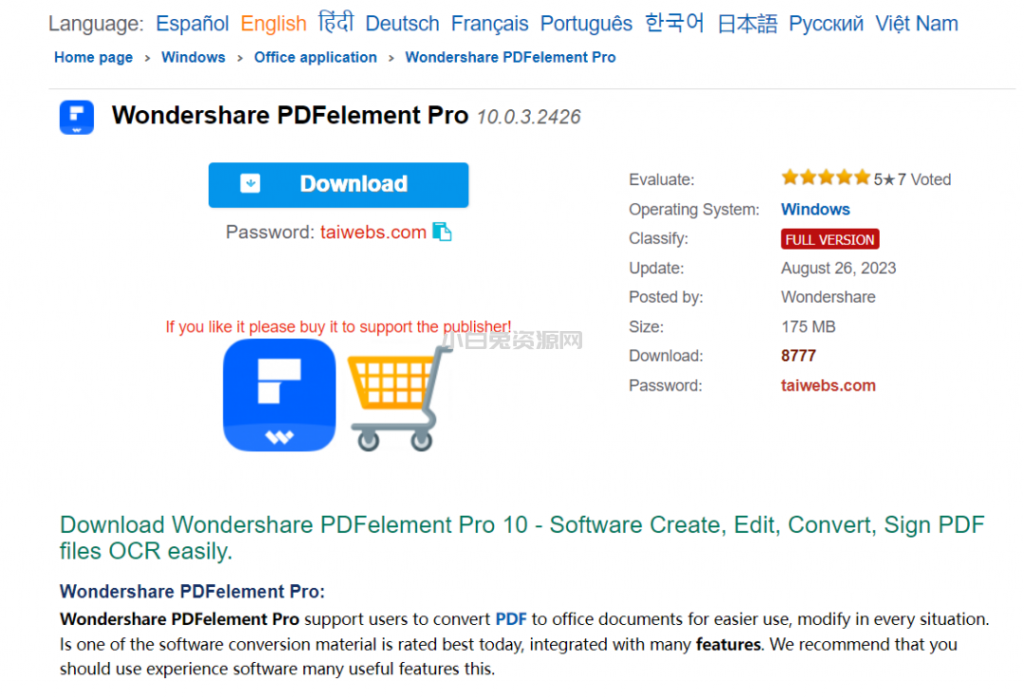 Language: Español English हिंदी Deutsch Français Português 한국어 日本語 Русский Việt Nam
Home page › Windows › Office application › Wondershare PDFelement Pro
Wondershare PDFelement Pro 10.0.3.2426
Download
Password: taiwebs.com
If you like it please buy it to support the publisher!
小白兔资源网
Evaluate: 5★7 Voted
Operating System: Windows
Classify: FULL VERSION
Update: August 26, 2023
Posted by: Wondershare
Size: 175 MB
Download: 8777
Password: taiwebs.com
Download Wondershare PDFelement Pro 10 - Software Create, Edit, Convert, Sign PDF
files OCR easily.
Wondershare PDFelement Pro:
Wondershare PDFelement Pro support users to convert PDF to office documents for easier use, modify in every situation.
Is one of the software conversion material is rated best today, integrated with many features. We recommend that you
should use experience software many useful features this.